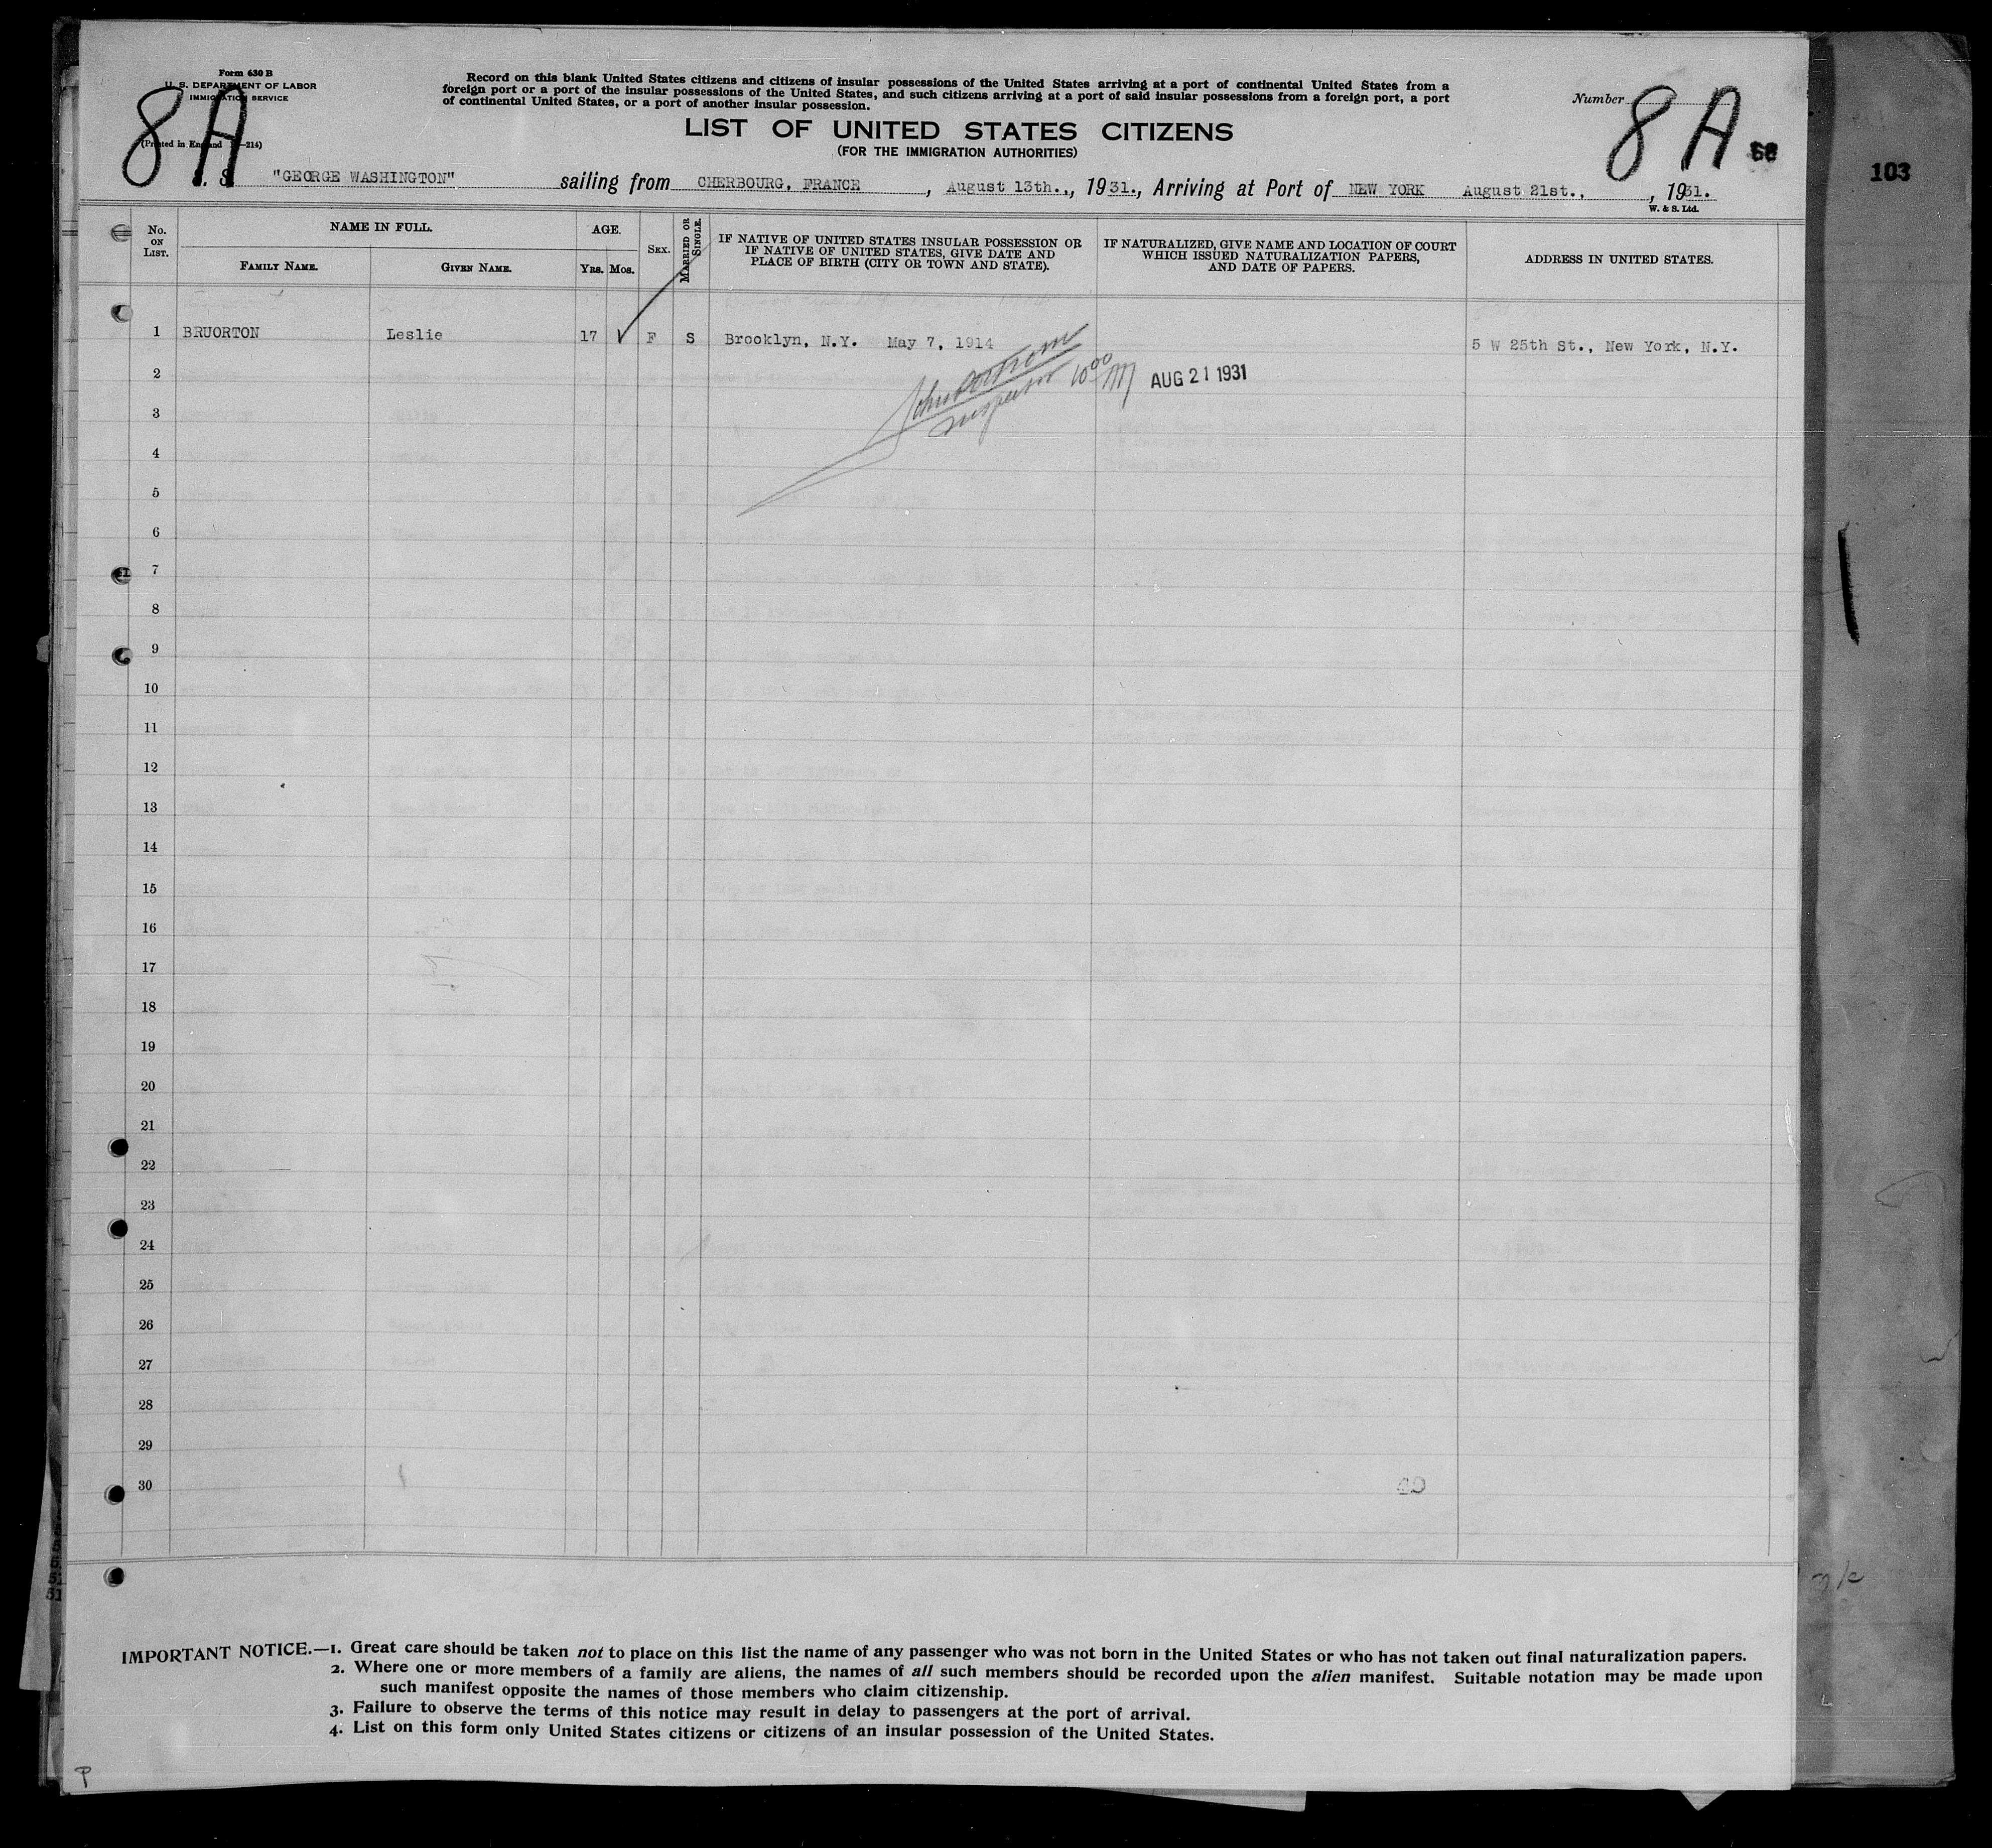 Form 630 B
U. S. DEPARTMENT OF LABOR
IMMIGRATION SERVICE
(Printed in England —214)
8 A
Record on this blank United States citizens and citizens of insular possessions of the United States arriving at a port of continental United States from a
foreign port or a port of the insular possessions of the United States, and such citizens arriving at a port of said insular possessions from a foreign port, a port
of continental United States, or a port of another insular possession.
Number
8 A
103
LIST OF UNITED STATES CITIZENS
(FOR THE IMMIGRATION AUTHORITIES)
S. S. "GEORGE WASHINGTON" sailing from CHERBOURG, FRANCE, August 13th., 1931., Arriving at Port of NEW YORK August 21st., , 1931.
W. & S. Ltd.
No. ON LIST.
NAME IN FULL.
FAMILY NAME.
GIVEN NAME.
AGE.
YRS.
MOS.
SEX.
MARRIED OR SINGLE.
IF NATIVE OF UNITED STATES INSULAR POSSESSION OR
IF NATIVE OF UNITED STATES, GIVE DATE AND
PLACE OF BIRTH (CITY OR TOWN AND STATE).
IF NATURALIZED, GIVE NAME AND LOCATION OF COURT
WHICH ISSUED NATURALIZATION PAPERS,
AND DATE OF PAPERS.
ADDRESS IN UNITED STATES.
1 BRUORTON Leslie 17 F S Brooklyn, N.Y. May 7, 1914 5 W 25th St., New York, N.Y.
Inspector 10 00 AM AUG 21 1931
2
3
4
5
6
7
8
9
10
11
12
13
14
15
16
17
18
19
20
21
22
23
24
25
26
27
28
29
30
IMPORTANT NOTICE.—1. Great care should be taken not to place on this list the name of any passenger who was not born in the United States or who has not taken out final naturalization papers.
2. Where one or more members of a family are aliens, the names of all such members should be recorded upon the alien manifest. Suitable notation may be made upon
such manifest opposite the names of those members who claim citizenship.
3. Failure to observe the terms of this notice may result in delay to passengers at the port of arrival.
4. List on this form only United States citizens or citizens of an insular possession of the United States.